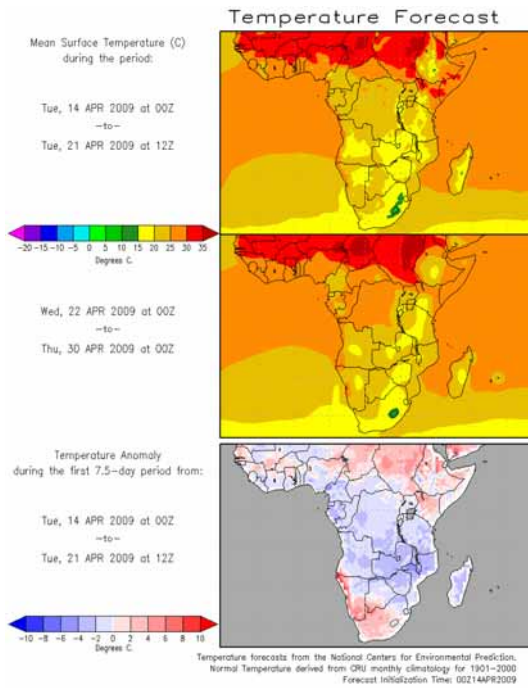 Temperature Forecast
Mean Surface Temperature (C)
during the period:
Tue, 14 APR 2009 at 00Z
-to-
Tue, 21 APR 2009 at 12Z
-20 -15 -10 -5 0 5 10 15 20 25 30 35
Degrees C.
Wed, 22 APR 2009 at 00Z
-to-
Thu, 30 APR 2009 at 00Z
Temperature Anomaly
during the first 7.5-day period from:
Tue, 14 APR 2009 at 00Z
-to-
Tue, 21 APR 2009 at 12Z
-10 -8 -6 -4 -2 0 2 4 6 8 10
Degrees C.
Temperature forecasts from the National Centers for Environmental Prediction.
Normal Temperature derived from CRU monthly climatology for 1901-2000
Forecast Initialization Time: 00Z14APR2009